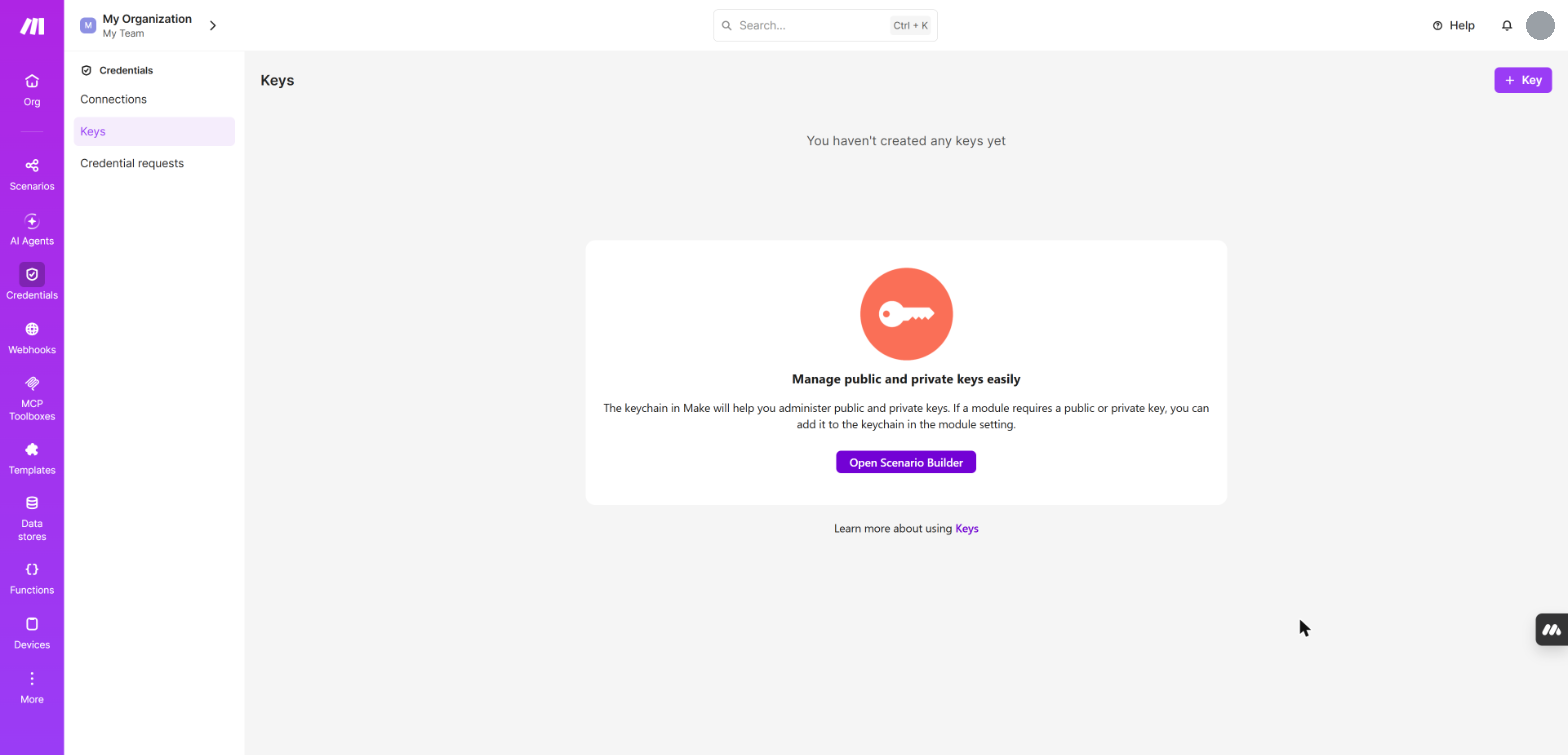 M
My Organization
My Team
Search...
Ctrl + K
Help
Org
Scenarios
AI Agents
Credentials
Webhooks
MCP
Toolboxes
Templates
Data
stores
Functions
Devices
More
Credentials
Connections
Keys
Credential requests
Keys
+ Key
You haven't created any keys yet
Manage public and private keys easily
The keychain in Make will help you administer public and private keys. If a module requires a public or private key, you can
add it to the keychain in the module setting.
Open Scenario Builder
Learn more about using Keys